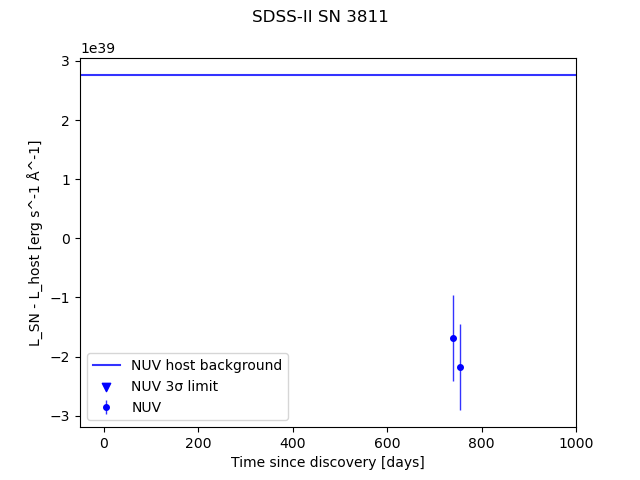 SDSS-II SN 3811
1e39
L_SN - L_host [erg s^-1 Å^-1]
3
2
1
0
−1
−2
−3
NUV host background
NUV 3σ limit
NUV
0 200 400 600 800 1000
Time since discovery [days]